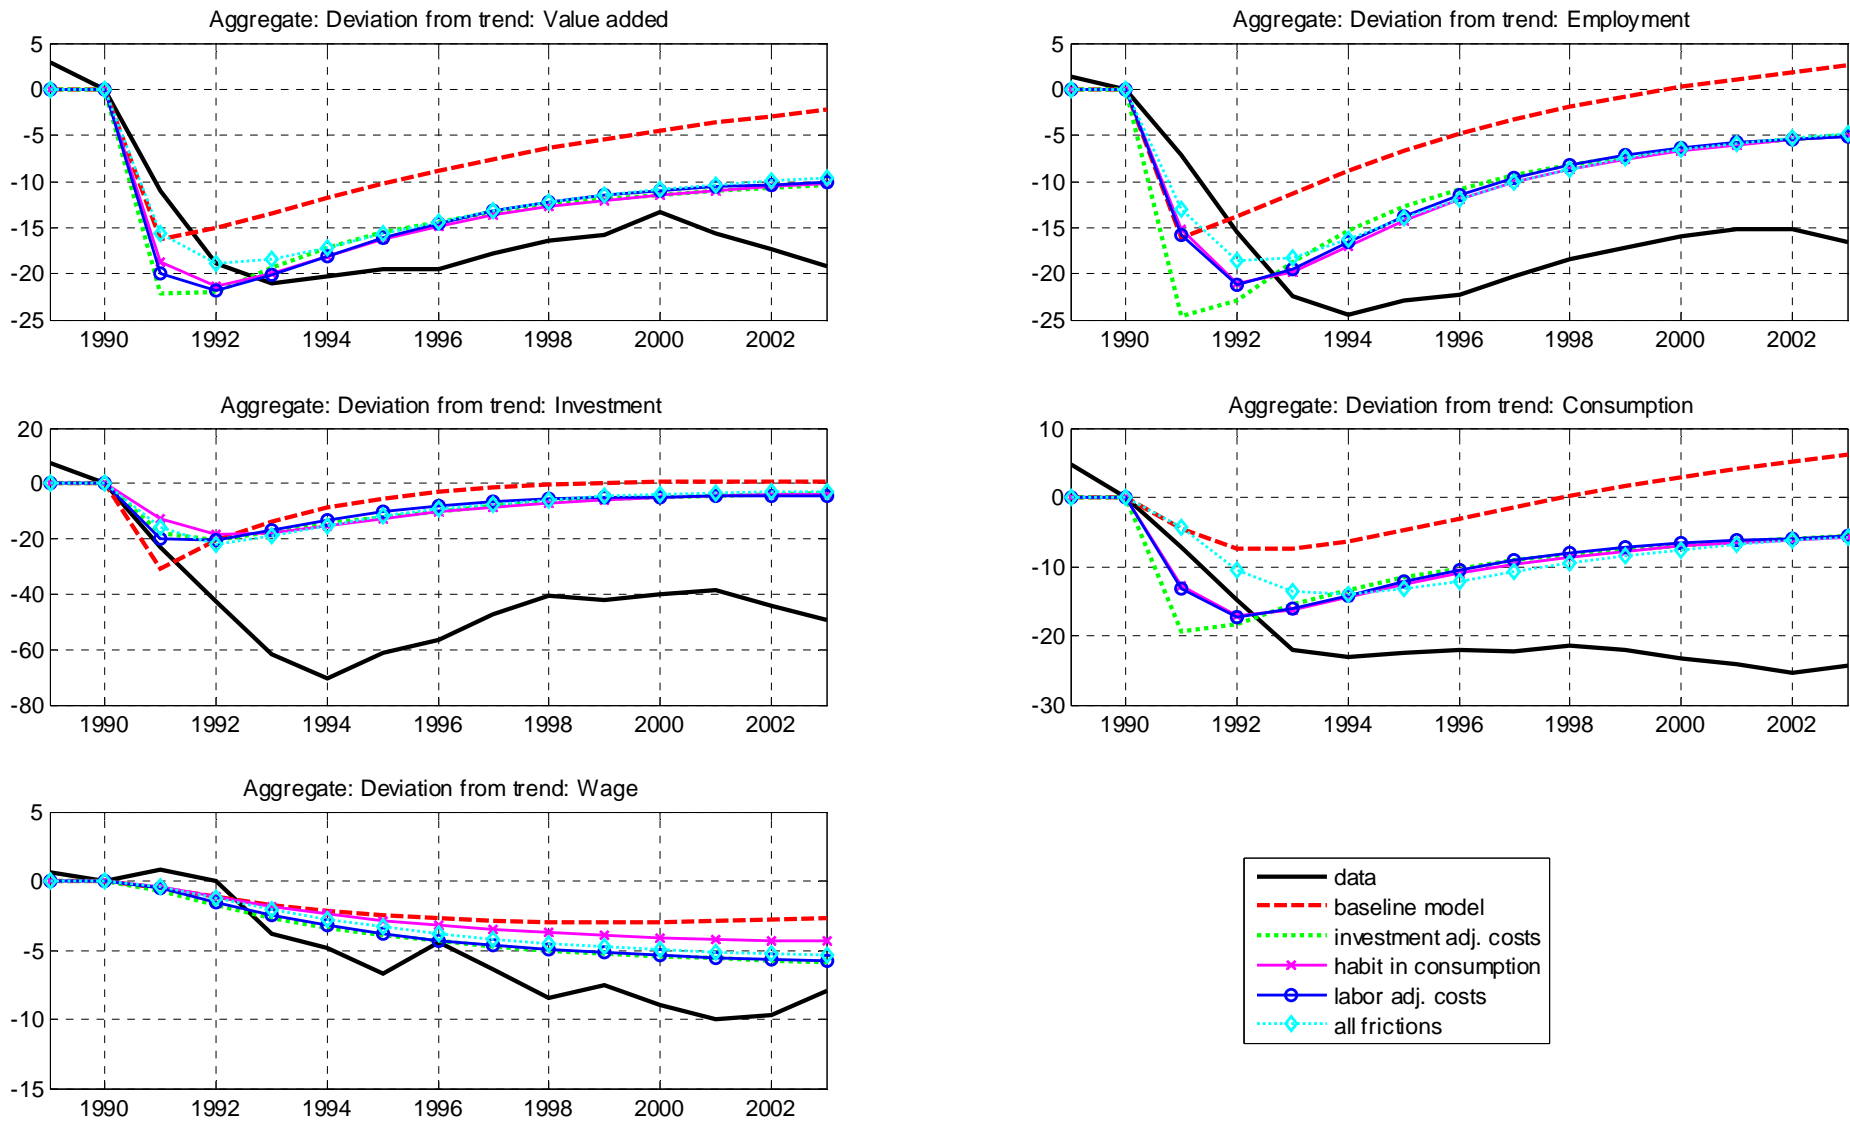 Aggregate: Deviation from trend: Value added
5
0
-5
-10
-15
-20
-25
1990 1992 1994 1996 1998 2000 2002
Aggregate: Deviation from trend: Employment
5
0
-5
-10
-15
-20
-25
1990 1992 1994 1996 1998 2000 2002
Aggregate: Deviation from trend: Investment
20
0
-20
-40
-60
-80
1990 1992 1994 1996 1998 2000 2002
Aggregate: Deviation from trend: Consumption
10
0
-10
-20
-30
1990 1992 1994 1996 1998 2000 2002
Aggregate: Deviation from trend: Wage
5
0
-5
-10
-15
1990 1992 1994 1996 1998 2000 2002
data
baseline model
investment adj. costs
habit in consumption
labor adj. costs
all frictions